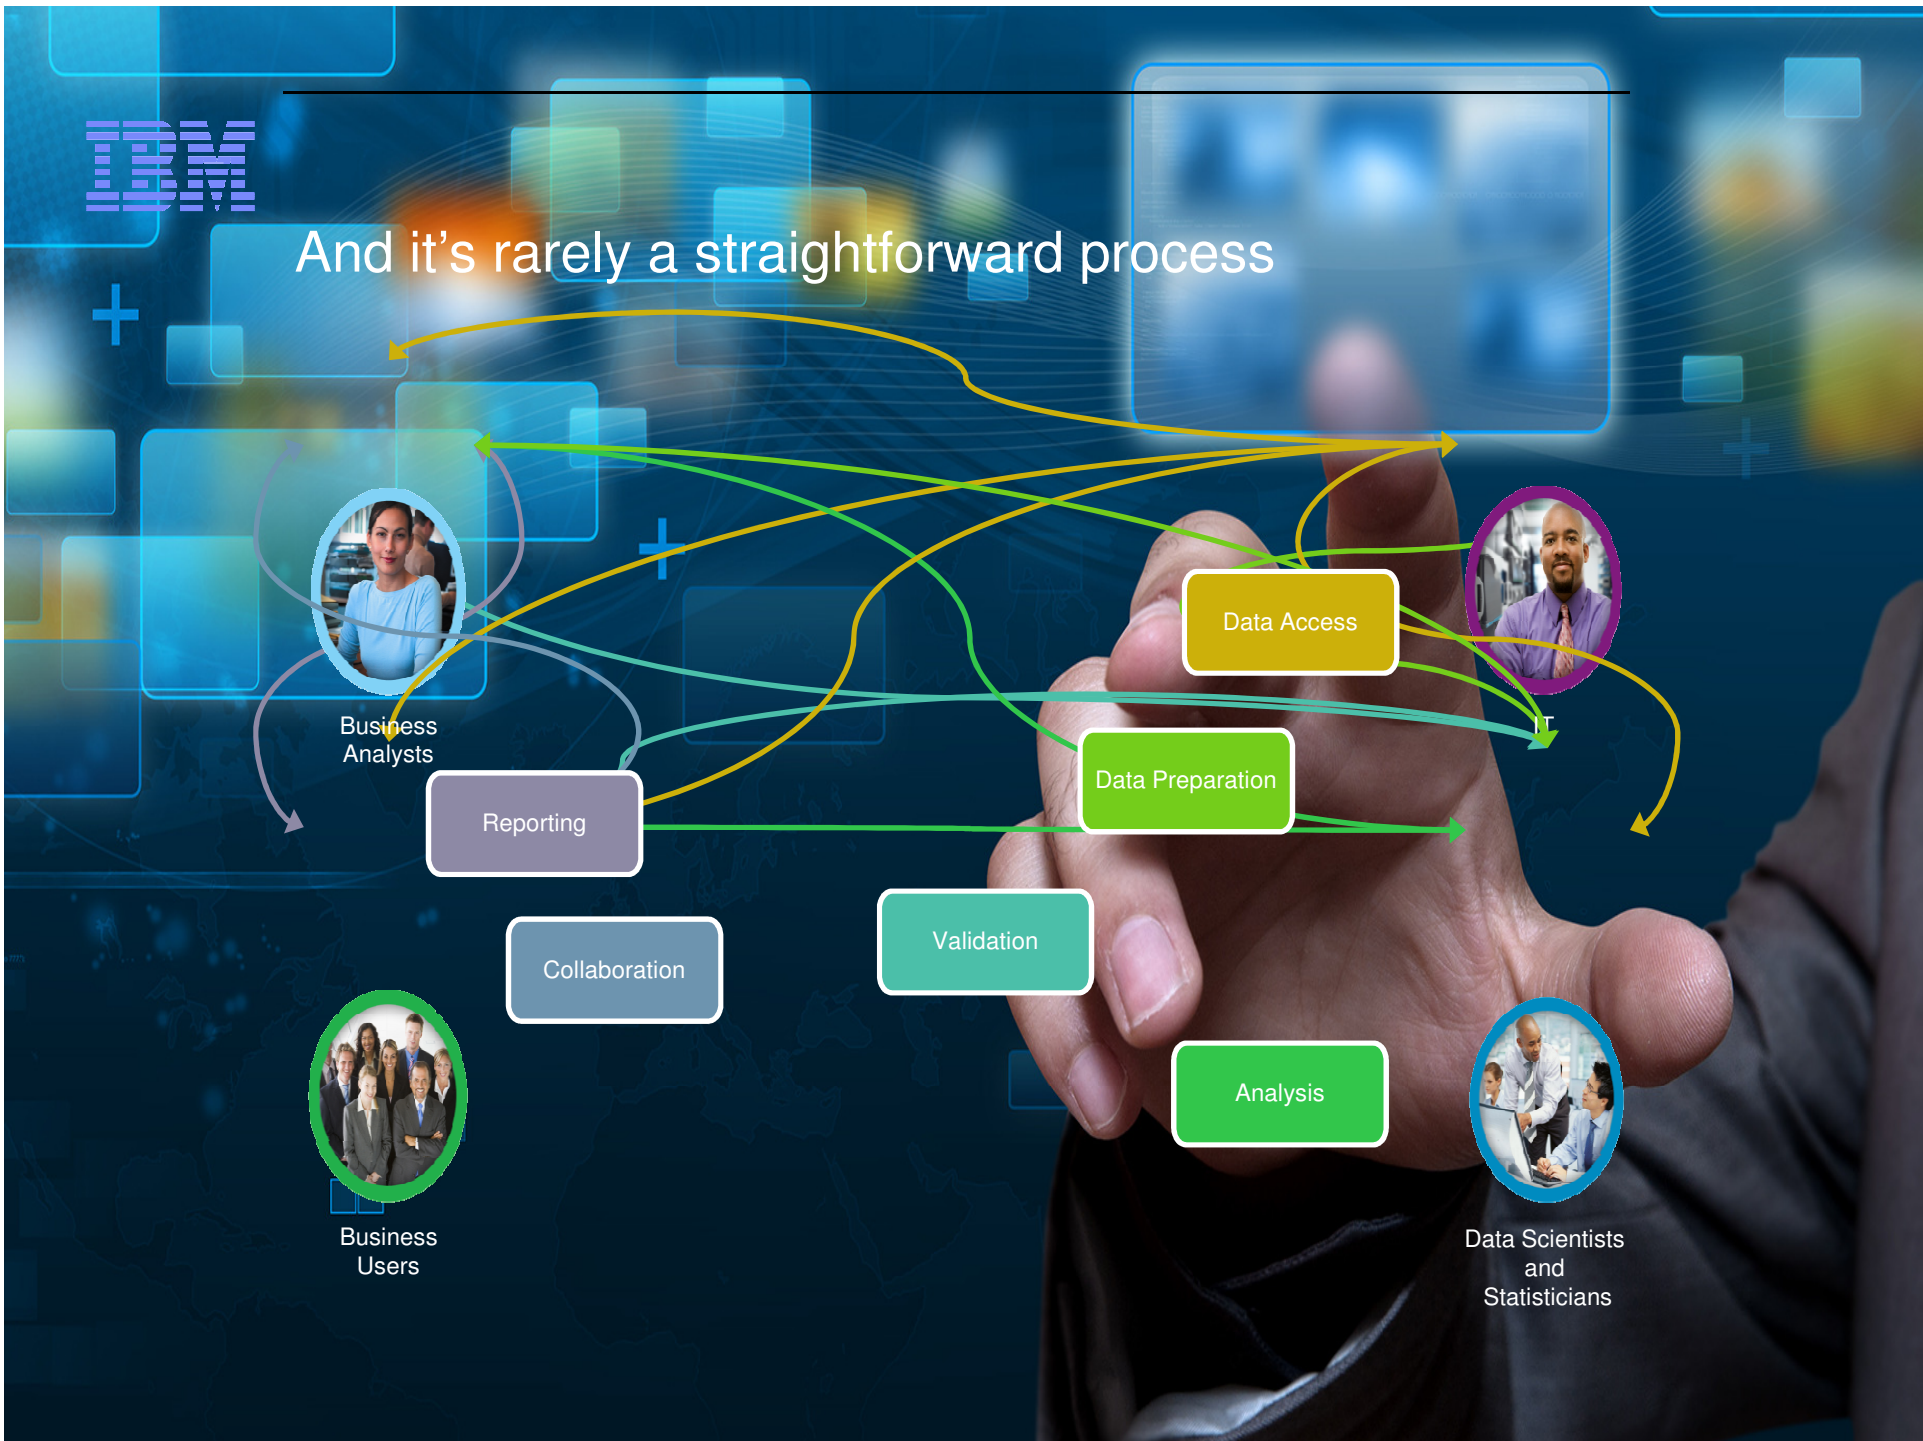 IBM
And it's rarely a straightforward process
Data Access
Business
Analysts
IT
Data Preparation
Reporting
Validation
Collaboration
Analysis
Business
Users
Data Scientists
and
Statisticians